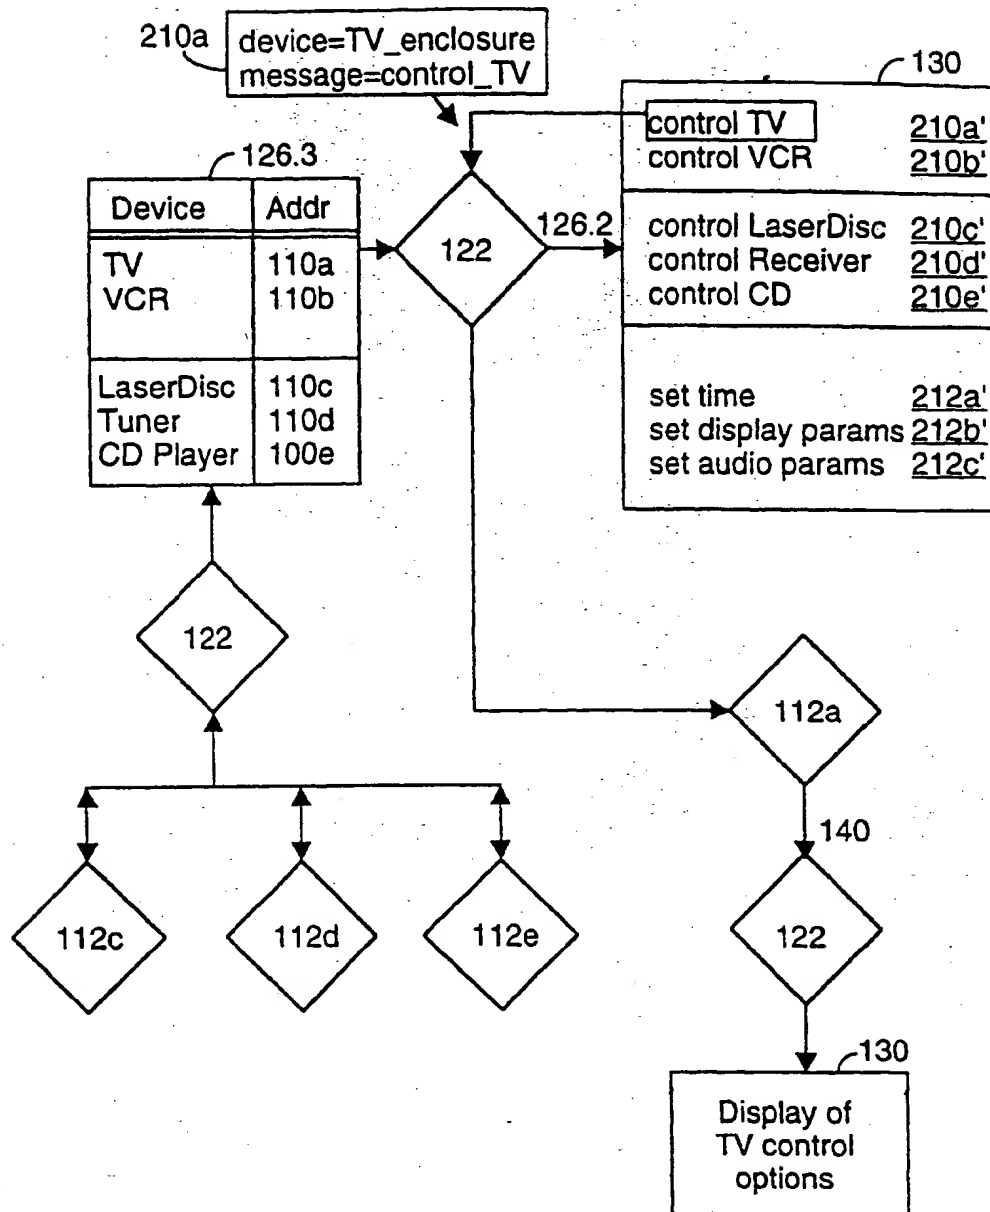 210a
device=TV_enclosure
message=control_TV
130
control TV 210a'
control VCR 210b'
control LaserDisc 210c'
control Receiver 210d'
control CD 210e'
set time 212a'
set display params 212b'
set audio params 212c'
126.3
Device Addr
TV 110a
VCR 110b
LaserDisc 110c
Tuner 110d
CD Player 100e
122
126.2
122
112a
140
112c
112d
112e
122
130
Display of
TV control
options